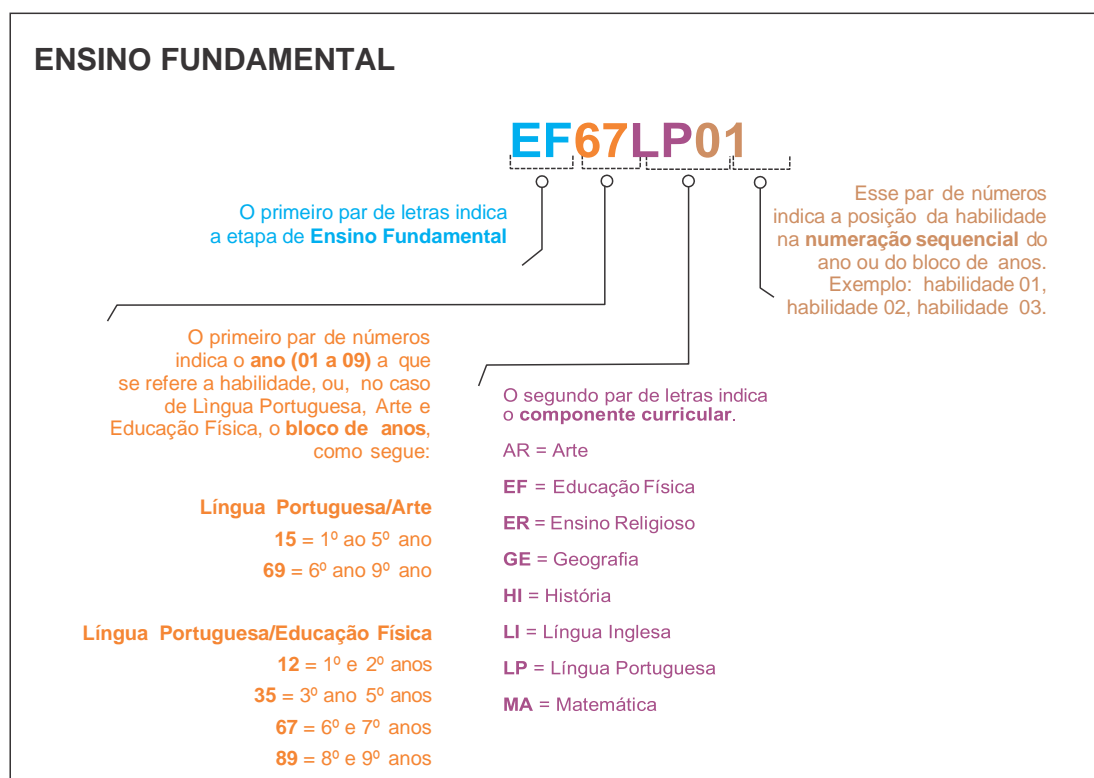 ENSINO FUNDAMENTAL
EF67LP01
O primeiro par de letras indica
a etapa de Ensino Fundamental
Esse par de números
indica a posição da habilidade
na numeração sequencial do
ano ou do bloco de anos.
Exemplo: habilidade 01,
habilidade 02, habilidade 03.
O primeiro par de números
indica o ano (01 a 09) a que
se refere a habilidade, ou, no caso
de Lìngua Portuguesa, Arte e
Educação Física, o bloco de anos,
como segue:
Língua Portuguesa/Arte
15 = 1º ao 5º ano
69 = 6º ano 9º ano
Língua Portuguesa/Educação Física
12 = 1º e 2º anos
35 = 3º ano 5º anos
67 = 6º e 7º anos
89 = 8º e 9º anos
O segundo par de letras indica
o componente curricular.
AR = Arte
EF = Educação Física
ER = Ensino Religioso
GE = Geografia
HI = História
LI = Língua Inglesa
LP = Língua Portuguesa
MA = Matemática